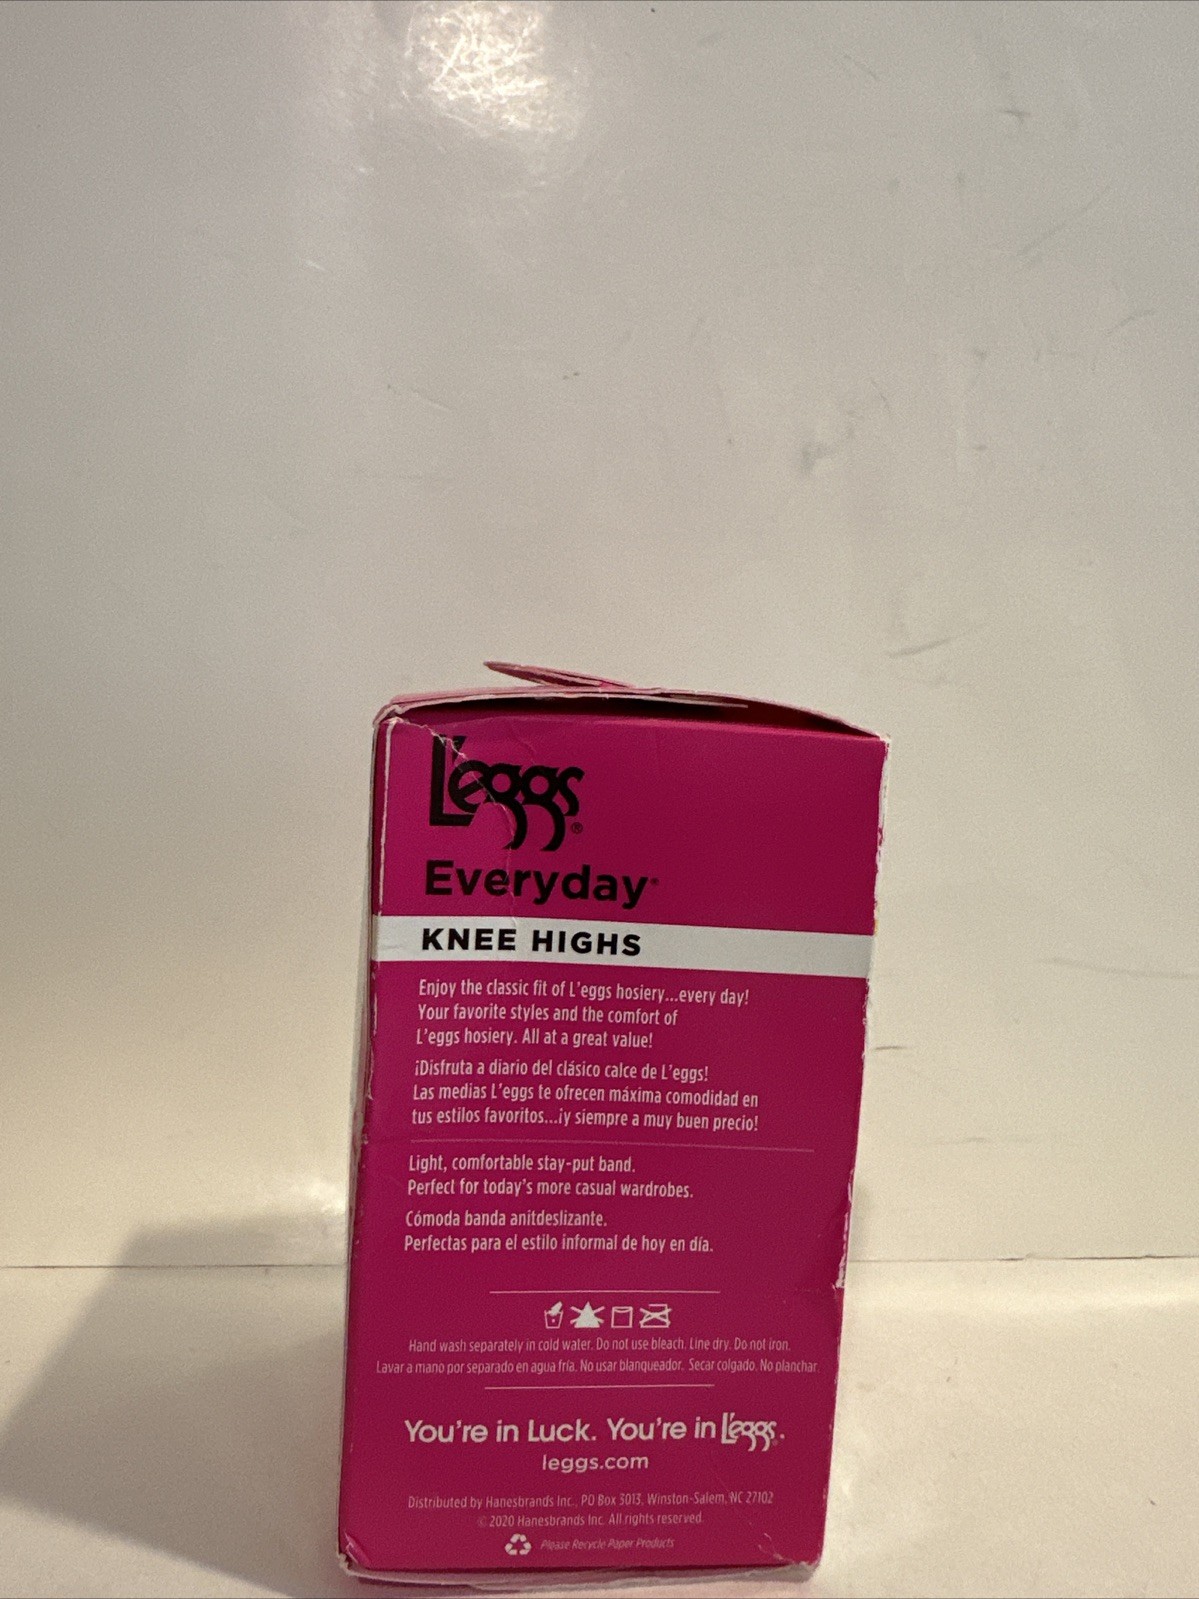 L'eggs®
Everyday®
KNEE HIGHS
Enjoy the classic fit of L'eggs hosiery...every day!
Your favorite styles and the comfort of
L'eggs hosiery. All at a great value!
¡Disfruta a diario del clásico calce de L'eggs!
Las medias L'eggs te ofrecen máxima comodidad en
tus estilos favoritos...¡y siempre a muy buen precio!
Light, comfortable stay-put band.
Perfect for today's more casual wardrobes.
Cómoda banda anitdeslizante.
Perfectas para el estilo informal de hoy en día.
Hand wash separately in cold water. Do not use bleach. Line dry. Do not iron.
Lavar a mano por separado en agua fría. No usar blanqueador. Secar colgado. No planchar.
You're in Luck. You're in L'eggs®.
leggs.com
Distributed by Hanesbrands Inc., PO Box 3013, Winston-Salem, NC 27102
© 2020 Hanesbrands Inc. All rights reserved.
Please Recycle Paper Products